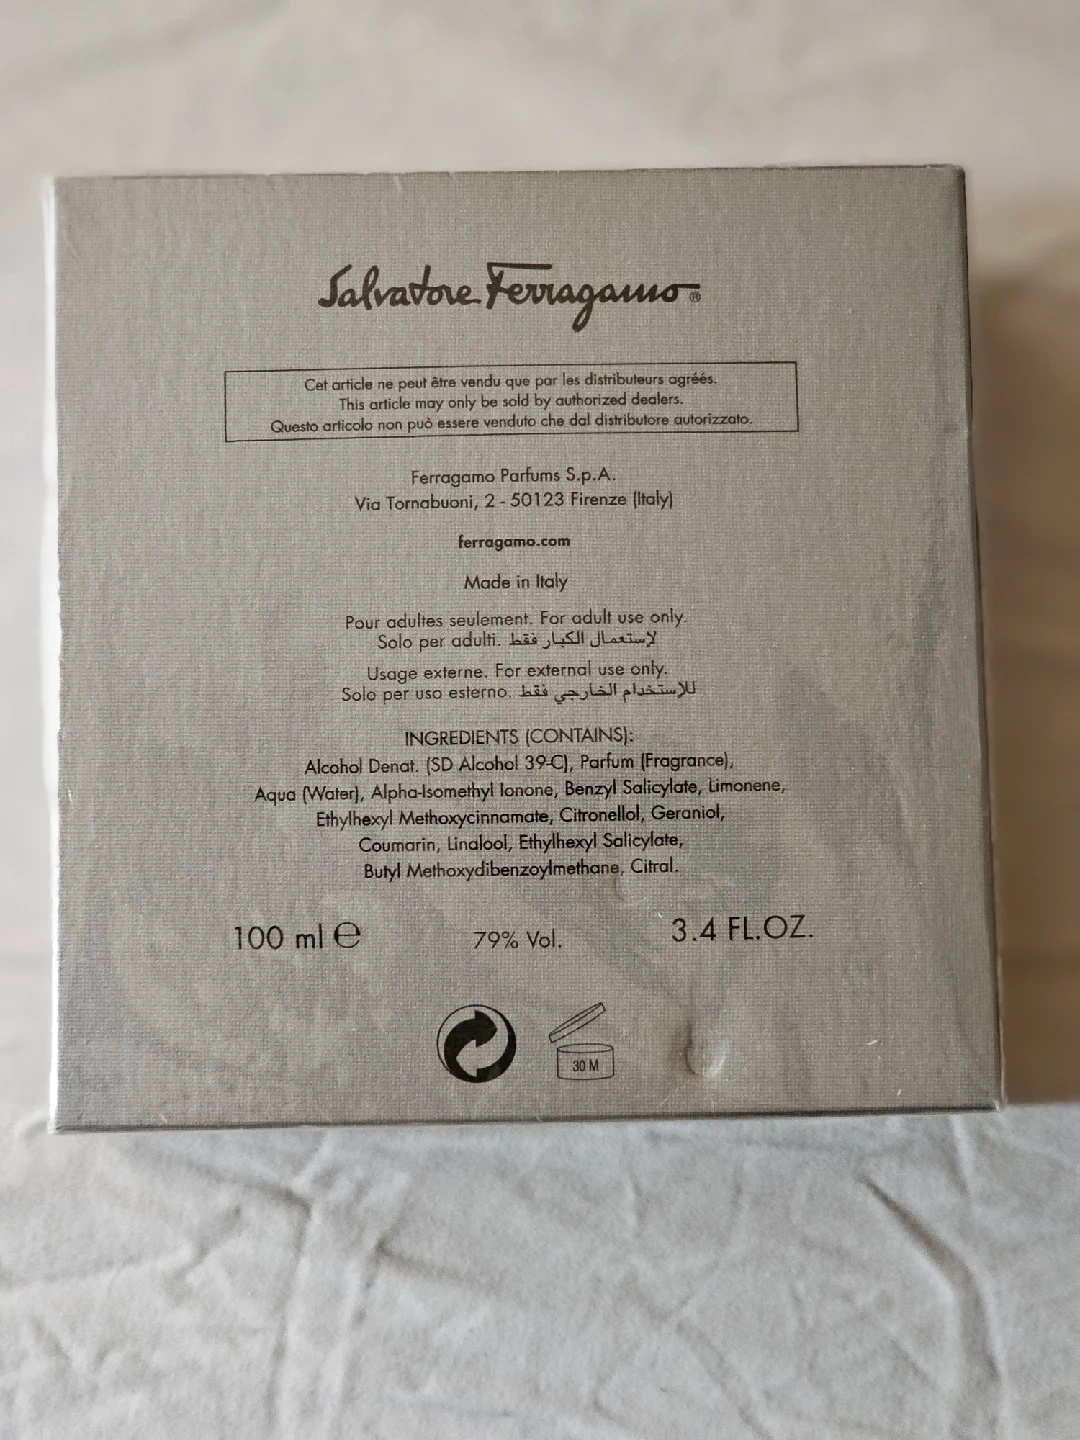 Salvatore Ferragamo®
Cet article ne peut être vendu que par les distributeurs agréés.
This article may only be sold by authorized dealers.
Questo articolo non può essere venduto che dal distributore autorizzato.
Ferragamo Parfums S.p.A.
Via Tornabuoni, 2 - 50123 Firenze (Italy)
ferragamo.com
Made in Italy
Pour adultes seulement. For adult use only.
Solo per adulti. لإستعمال الكبار فقط
Usage externe. For external use only.
Solo per uso esterno. للاستخدام الخارجي فقط
INGREDIENTS (CONTAINS):
Alcohol Denat. (SD Alcohol 39-C), Parfum (Fragrance),
Aqua (Water), Alpha-Isomethyl Ionone, Benzyl Salicylate, Limonene,
Ethylhexyl Methoxycinnamate, Citronellol, Geraniol,
Coumarin, Linalool, Ethylhexyl Salicylate,
Butyl Methoxydibenzoylmethane, Citral.
100 ml ℮ 79% Vol. 3.4 FL.OZ.
30 M